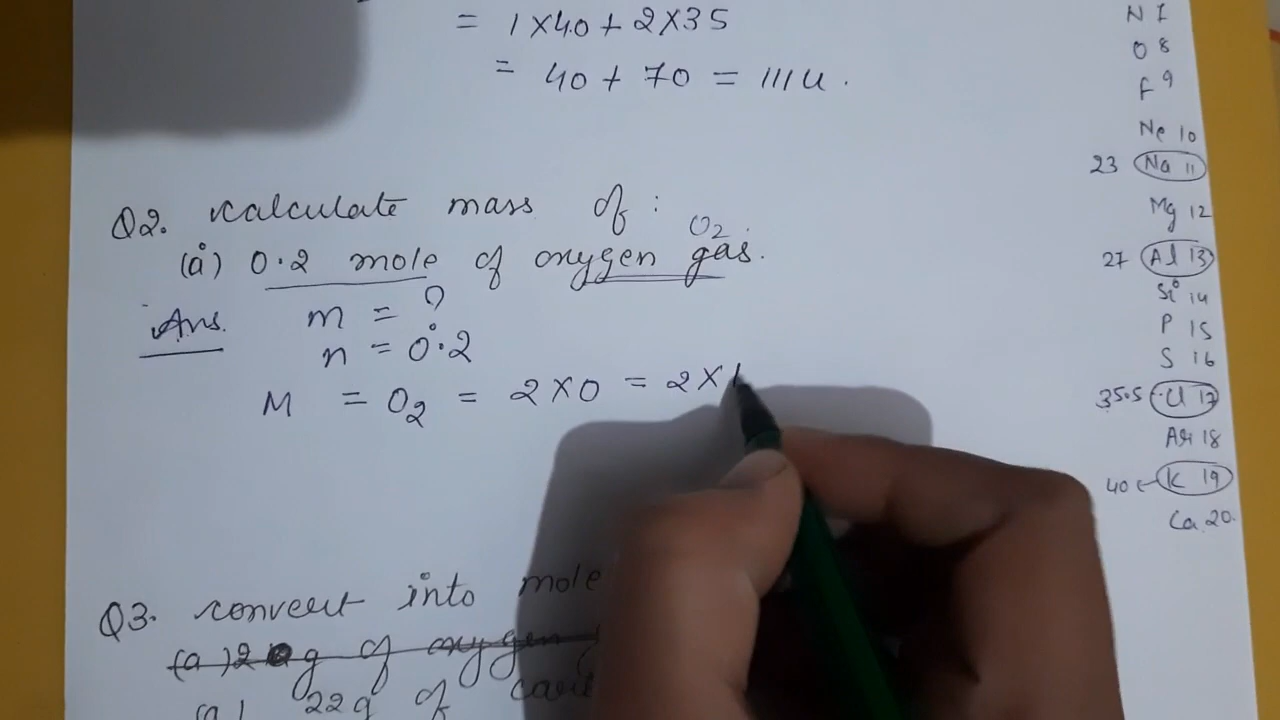 = 1×40+2×35
= 40 + 70 = 111u.
Q2. calculate mass of :
O2
(a) 0.2 mole of oxygen gas.
Ans. m = ?
n = 0.2
M = O2 = 2×O = 2×1
Q3. convert into mole
(a) 2 g of oxygen
(a) 22g of
N 7
O 8
F 9
Ne 10
23 Na 11
Mg 12
27 Al 13
Si 14
P 15
S 16
35.5 Cl 17
Ar 18
40 K 19
Ca 20.